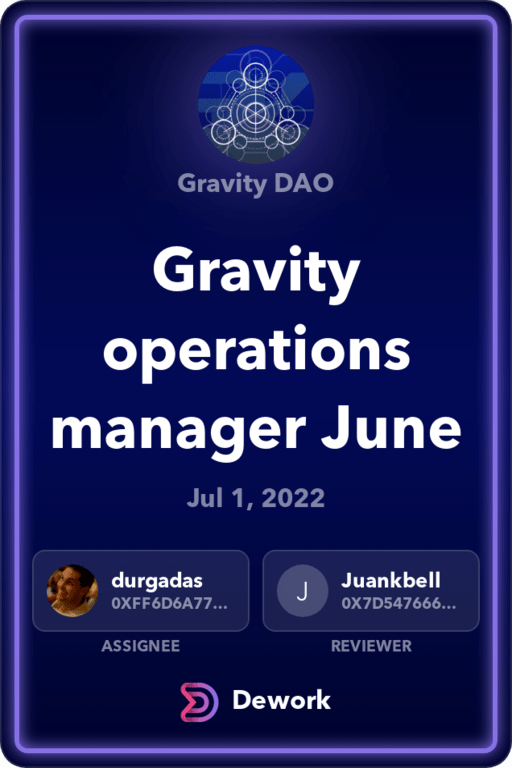 Gravity DAO
Gravity
operations
manager June
Jul 1, 2022
durgadas
0XFF6D6A77...
Juankbell
0X7D547666...
J
ASSIGNEE
REVIEWER
Dework